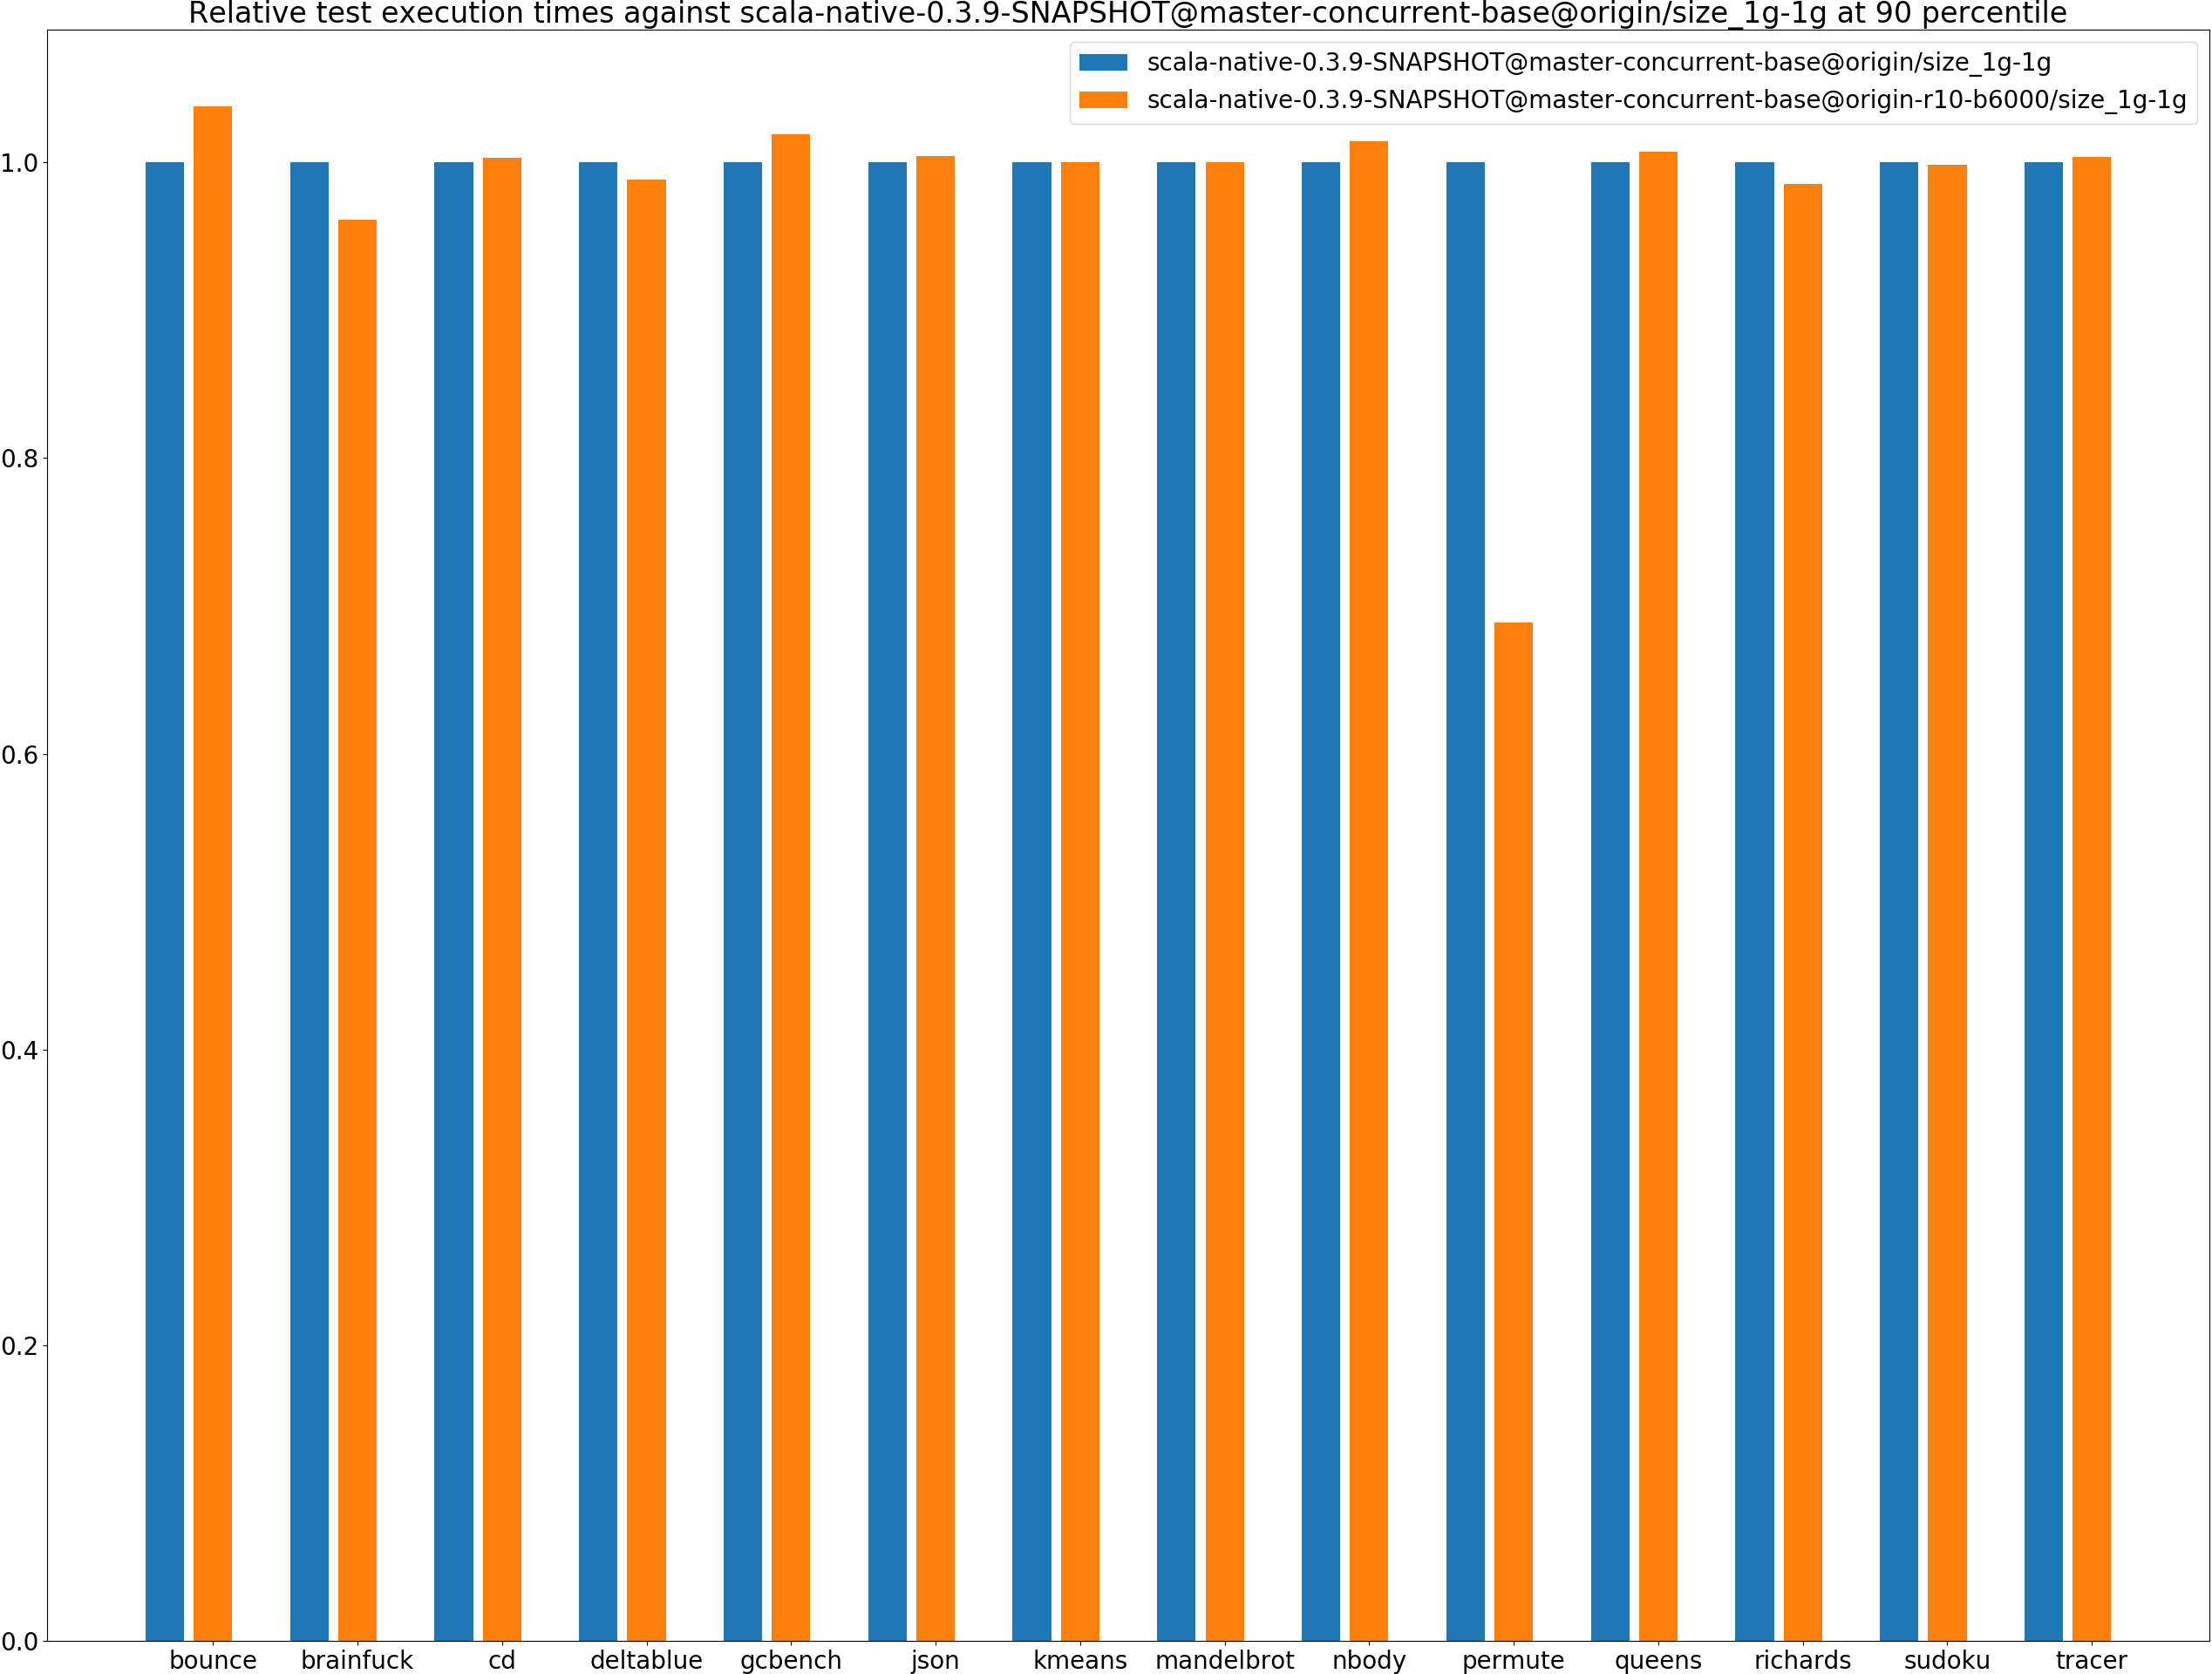 Relative test execution times against scala-native-0.3.9-SNAPSHOT@master-concurrent-base@origin/size_1g-1g at 90 percentile
scala-native-0.3.9-SNAPSHOT@master-concurrent-base@origin/size_1g-1g
scala-native-0.3.9-SNAPSHOT@master-concurrent-base@origin-r10-b6000/size_1g-1g
1.0
0.8
0.6
0.4
0.2
0.0
bounce brainfuck cd deltablue gcbench json kmeans mandelbrot nbody permute queens richards sudoku tracer